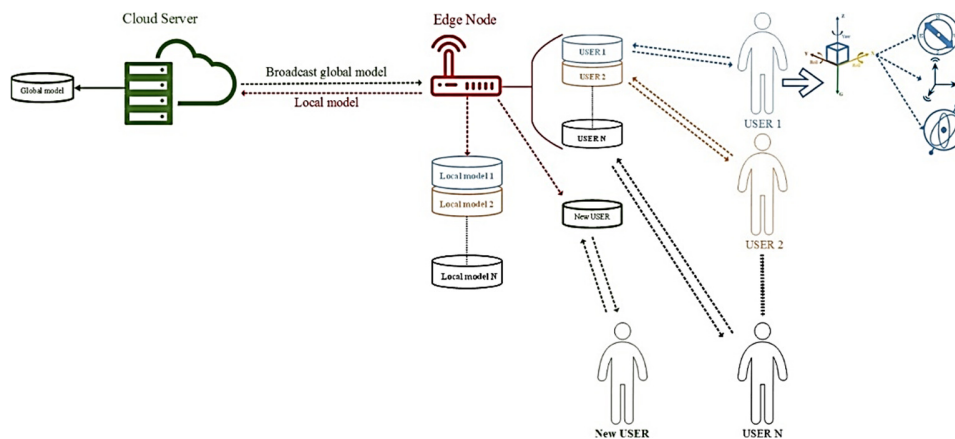 Cloud Server
Edge Node
Global model
Broadcast global model
Local model
USER 1
USER 2
USER N
USER 1
Local model 1
Local model 2
Local model N
New USER
USER 2
New USER
USER N